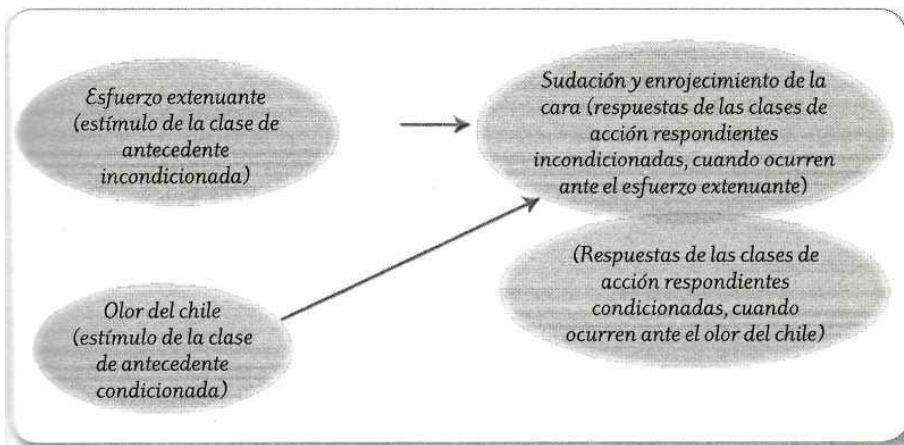 Esfuerzo extenuante
(estímulo de la clase de
antecedente
incondicionada)
Sudación y enrojecimiento de la
cara (respuestas de las clases de
acción respondientes
incondicionadas, cuando ocurren
ante el esfuerzo extenuante)
Olor del chile
(estímulo de la clase
de antecedente
condicionada)
(Respuestas de las clases de
acción respondientes
condicionadas, cuando
ocurren ante el olor del chile)